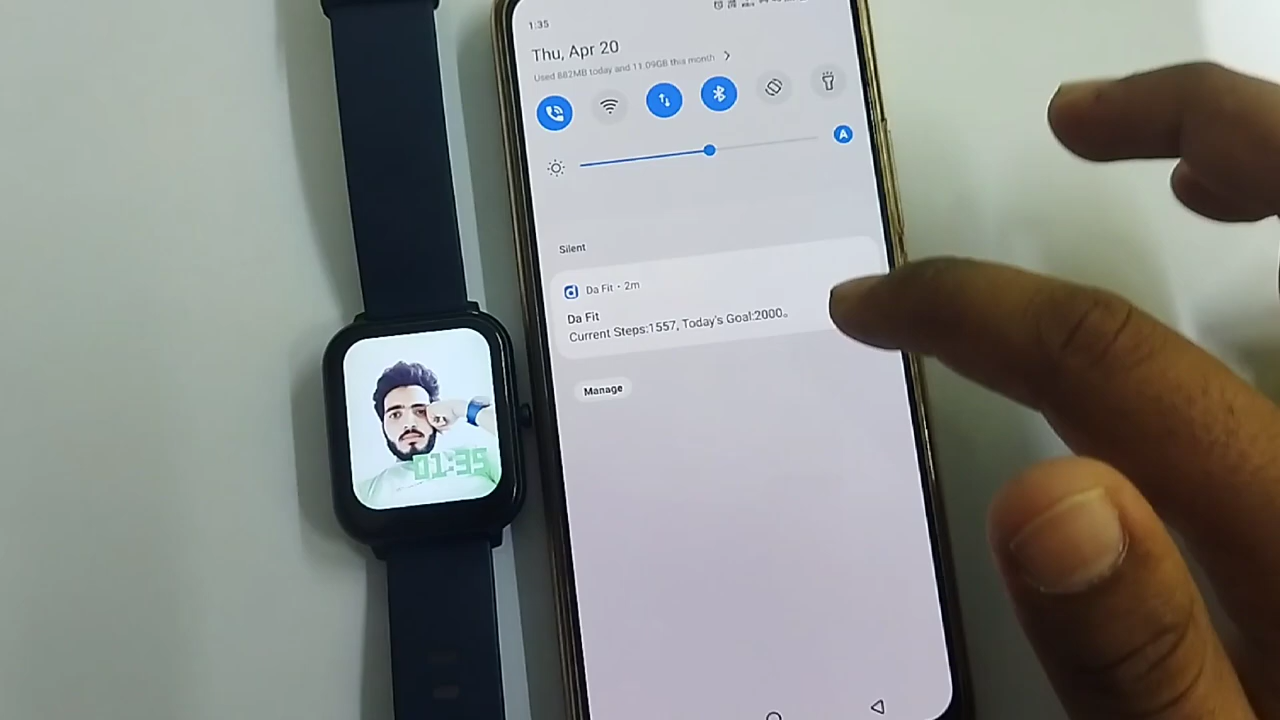 1:35
Thu, Apr 20
Used 882MB today and 11.09GB this month
A
Silent
Da Fit • 2m
Da Fit
Current Steps:1557, Today's Goal:2000。
Manage
01:35